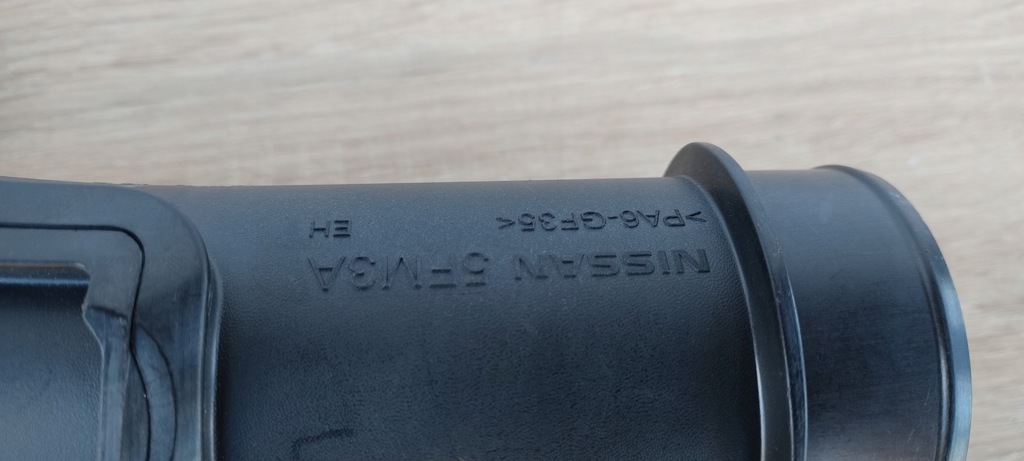 NISSAN 5FM3A
>PA6-GF35< EH